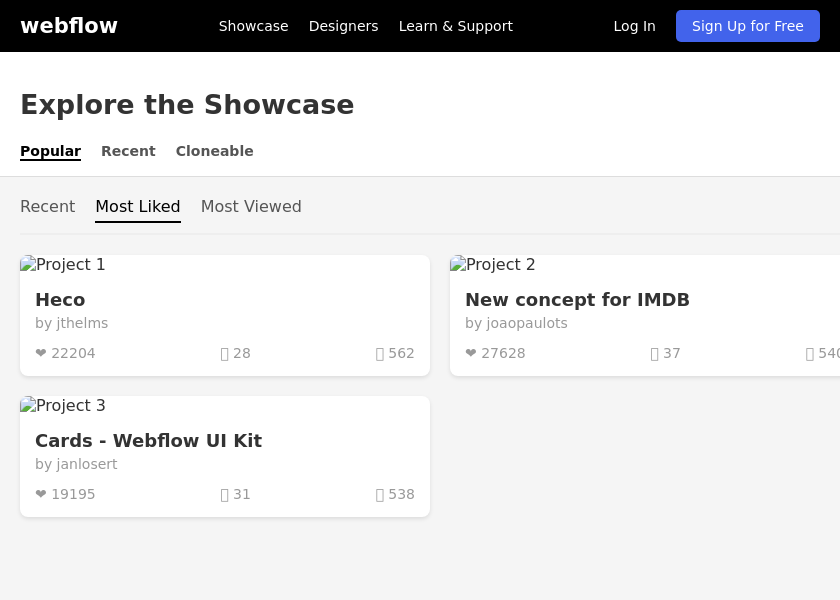 webflow
Showcase Designers Learn & Support
Log In Sign Up for Free
Explore the Showcase
Popular Recent Cloneable
Recent Most Liked Most Viewed
Project 1
Heco
by jthelms
❤ 22204 28 562
Project 2
New concept for IMDB
by joaopaulots
❤ 27628 37 540
Project 3
Cards - Webflow UI Kit
by janlosert
❤ 19195 31 538